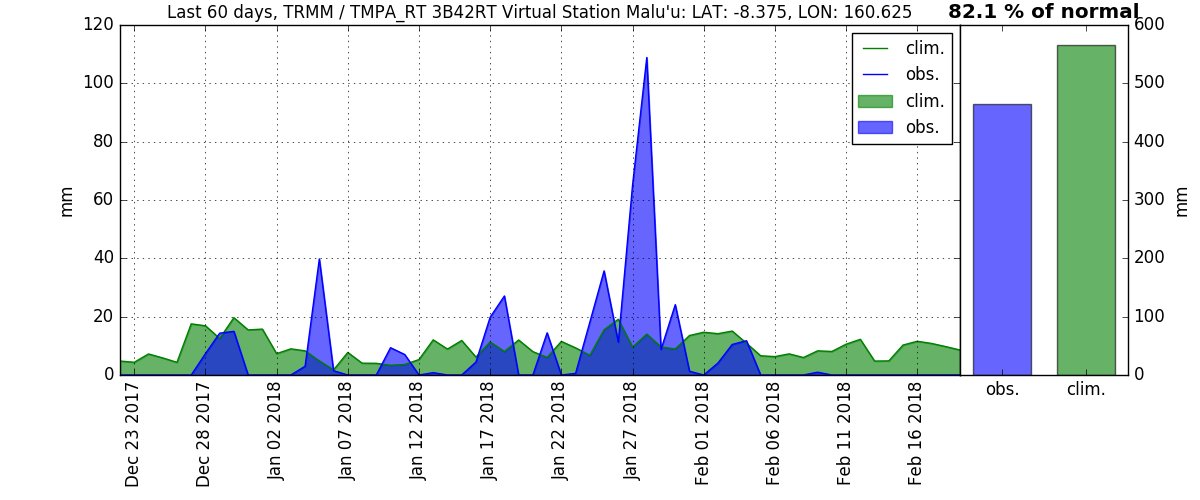 Last 60 days, TRMM / TMPA_RT 3B42RT Virtual Station Malu'u: LAT: -8.375, LON: 160.625
82.1 % of normal
120
100
80
60
40
20
0
mm
clim.
obs.
clim.
obs.
600
500
400
300
200
100
0
mm
Dec 23 2017
Dec 28 2017
Jan 02 2018
Jan 07 2018
Jan 12 2018
Jan 17 2018
Jan 22 2018
Jan 27 2018
Feb 01 2018
Feb 06 2018
Feb 11 2018
Feb 16 2018
obs.
clim.